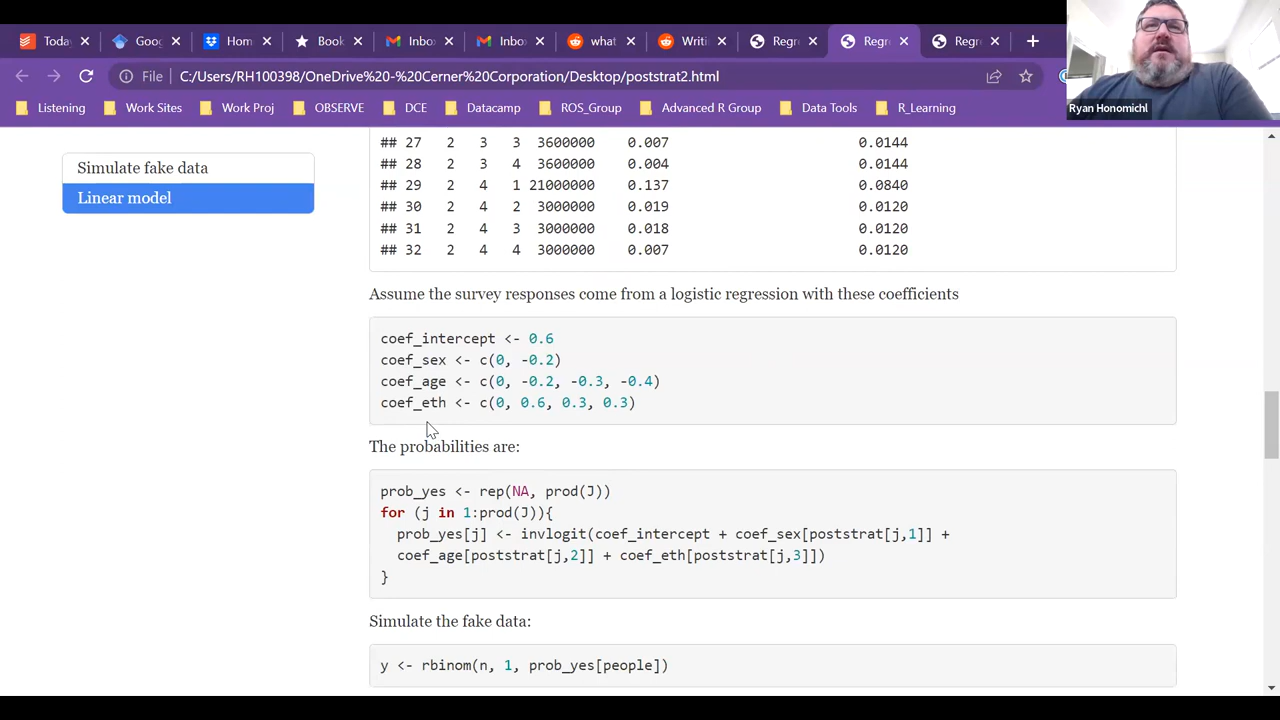 Today
Goog
Home
Book
Inbox
Inbox
what
Writi
Regre
Regre
Regre
File
C:/Users/RH100398/OneDrive%20-%20Cerner%20Corporation/Desktop/poststrat2.html
Listening
Work Sites
Work Proj
OBSERVE
DCE
Datacamp
ROS_Group
Advanced R Group
Data Tools
R_Learning
Ryan Honomichl
Simulate fake data
Linear model
## 27 2 3 3 3600000 0.007 0.0144
## 28 2 3 4 3600000 0.004 0.0144
## 29 2 4 1 21000000 0.137 0.0840
## 30 2 4 2 3000000 0.019 0.0120
## 31 2 4 3 3000000 0.018 0.0120
## 32 2 4 4 3000000 0.007 0.0120
Assume the survey responses come from a logistic regression with these coefficients
coef_intercept <- 0.6
coef_sex <- c(0, -0.2)
coef_age <- c(0, -0.2, -0.3, -0.4)
coef_eth <- c(0, 0.6, 0.3, 0.3)
The probabilities are:
prob_yes <- rep(NA, prod(J))
for (j in 1:prod(J)){
prob_yes[j] <- invlogit(coef_intercept + coef_sex[poststrat[j,1]] +
coef_age[poststrat[j,2]] + coef_eth[poststrat[j,3]])
}
Simulate the fake data:
y <- rbinom(n, 1, prob_yes[people])